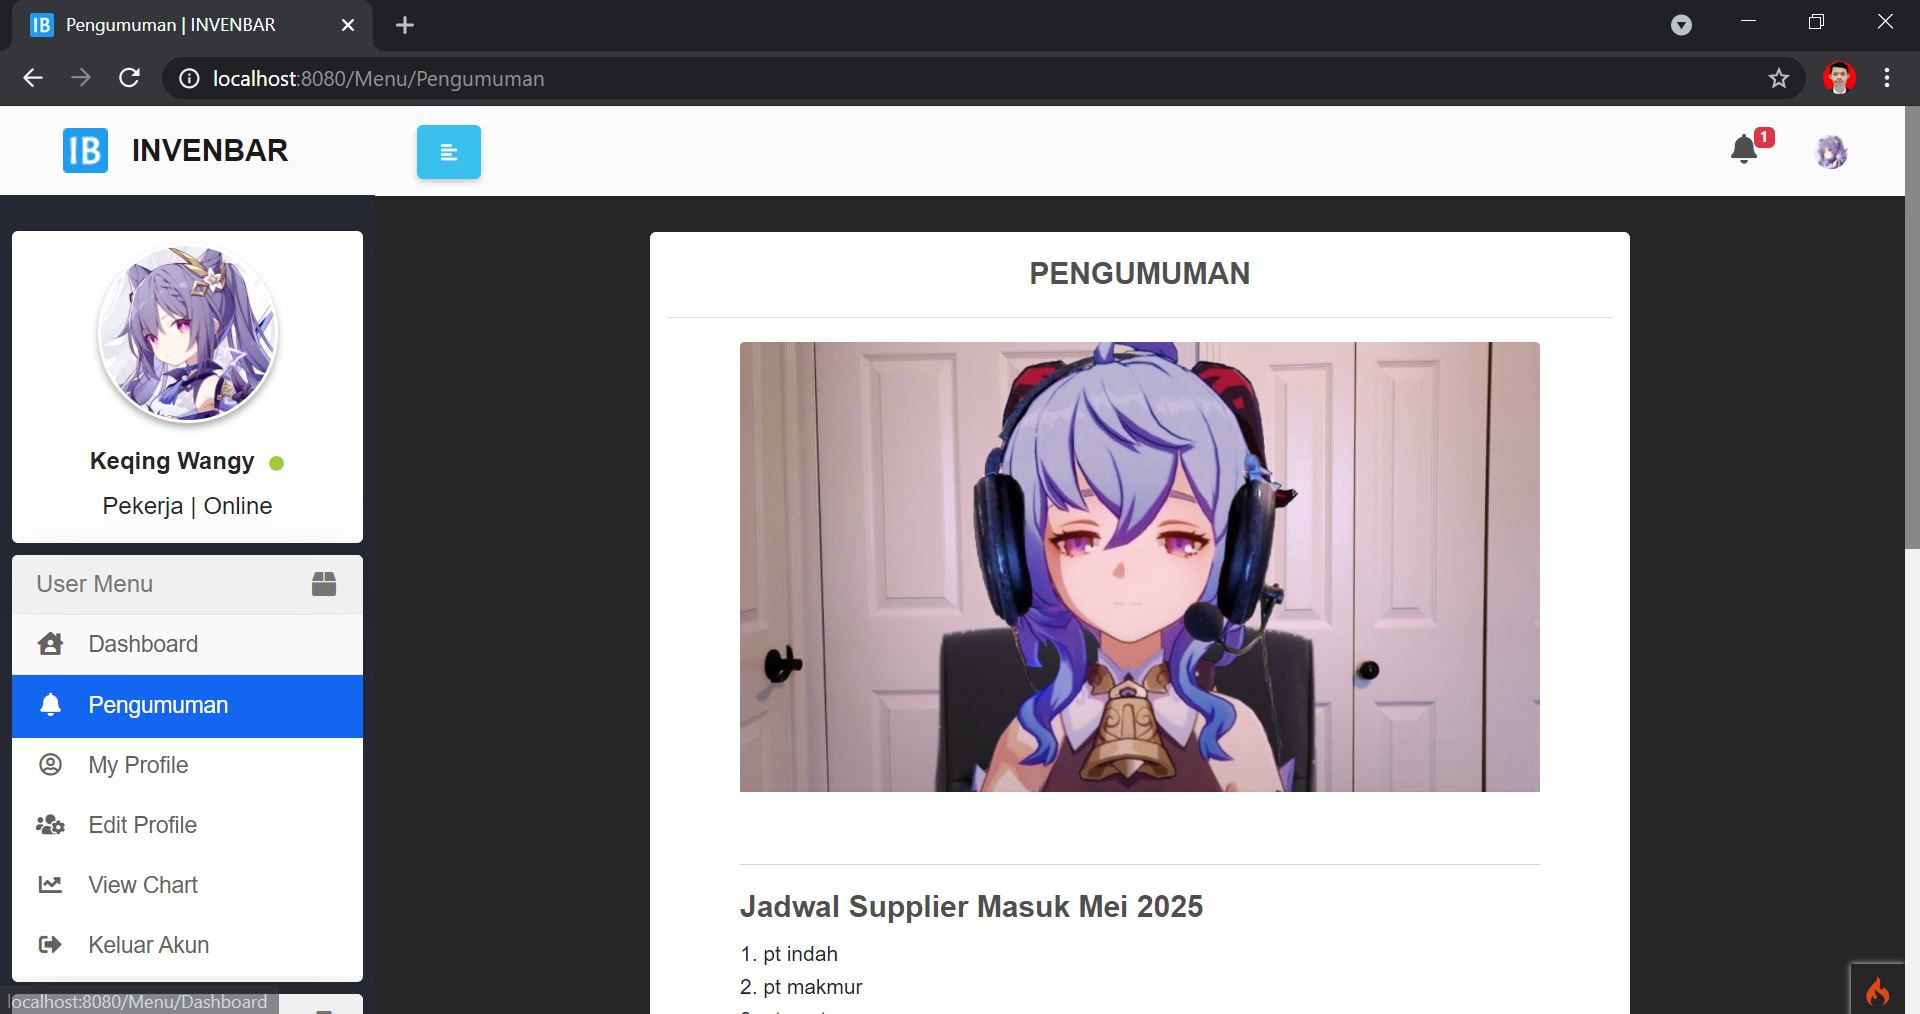 IB Pengumuman | INVENBAR
localhost:8080/Menu/Pengumuman
IB INVENBAR
1
Keqing Wangy
Pekerja | Online
User Menu
Dashboard
Pengumuman
My Profile
Edit Profile
View Chart
Keluar Akun
localhost:8080/Menu/Dashboard
PENGUMUMAN
Jadwal Supplier Masuk Mei 2025
1. pt indah
2. pt makmur